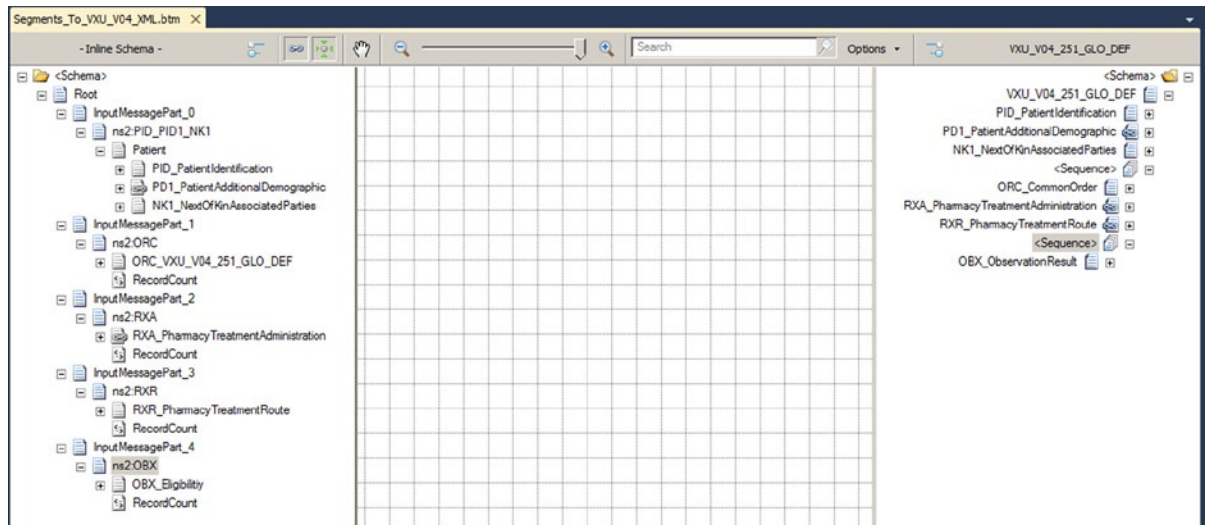 Segments_To_VXU_V04_XML.btm X
- Inline Schema -
Search
Options
VXU_V04_251_GLO_DEF
<Schema>
Root
InputMessagePart_0
ns2:PID_PID1_NK1
Patient
PID_PatientIdentification
PD1_PatientAdditionalDemographic
NK1_NextOfKinAssociatedParties
InputMessagePart_1
ns2:ORC
ORC_VXU_V04_251_GLO_DEF
RecordCount
InputMessagePart_2
ns2:RXA
RXA_PharmacyTreatmentAdministration
RecordCount
InputMessagePart_3
ns2:RXR
RXR_PharmacyTreatmentRoute
RecordCount
InputMessagePart_4
ns2:OBX
OBX_Eligibiltiy
RecordCount
<Schema>
VXU_V04_251_GLO_DEF
PID_PatientIdentification
PD1_PatientAdditionalDemographic
NK1_NextOfKinAssociatedParties
<Sequence>
ORC_CommonOrder
RXA_PharmacyTreatmentAdministration
RXR_PharmacyTreatmentRoute
<Sequence>
OBX_ObservationResult